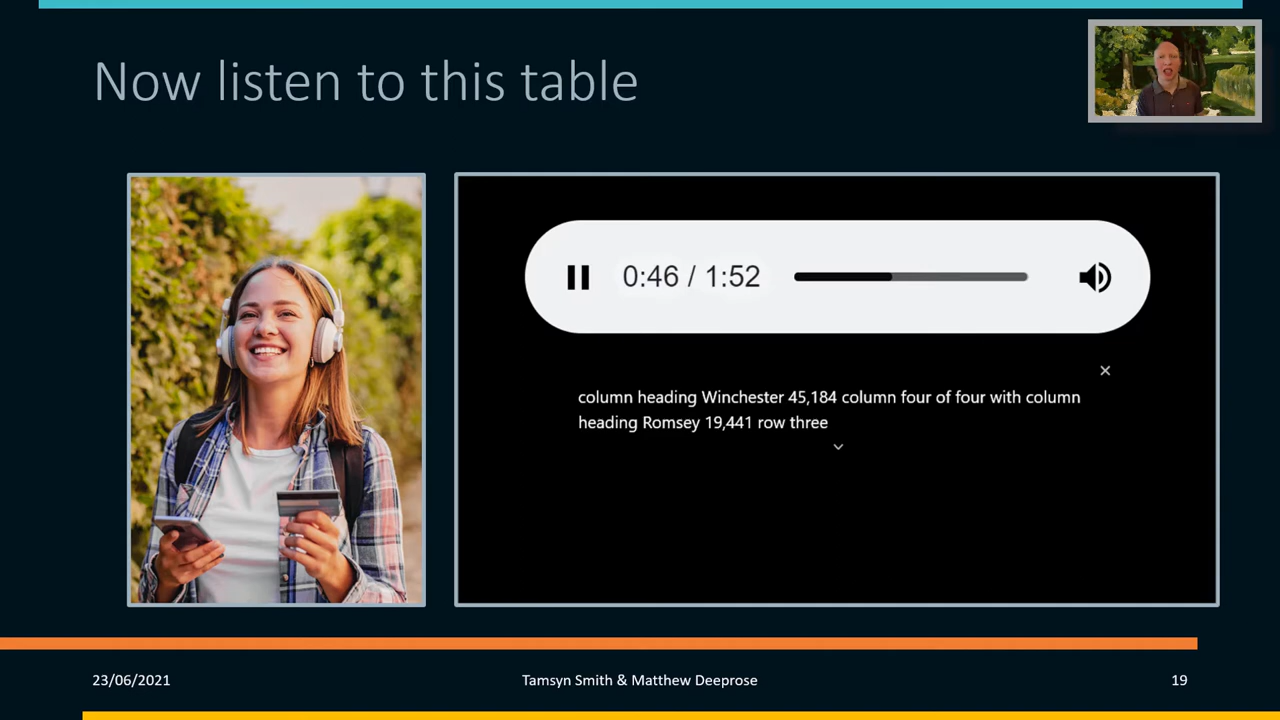 Now listen to this table
0:46 / 1:52
column heading Winchester 45,184 column four of four with column
heading Romsey 19,441 row three
23/06/2021
Tamsyn Smith & Matthew Deeprose
19